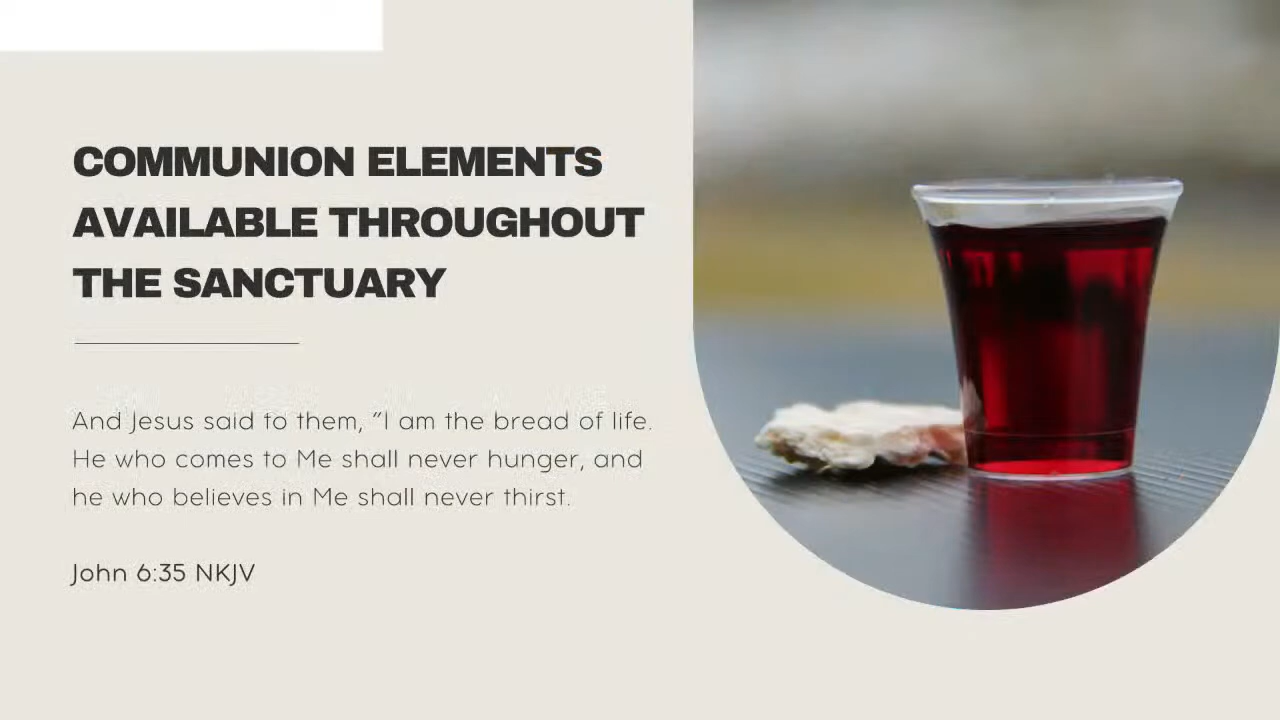 COMMUNION ELEMENTS
AVAILABLE THROUGHOUT
THE SANCTUARY
And Jesus said to them, “I am the bread of life.
He who comes to Me shall never hunger, and
he who believes in Me shall never thirst.
John 6:35 NKJV